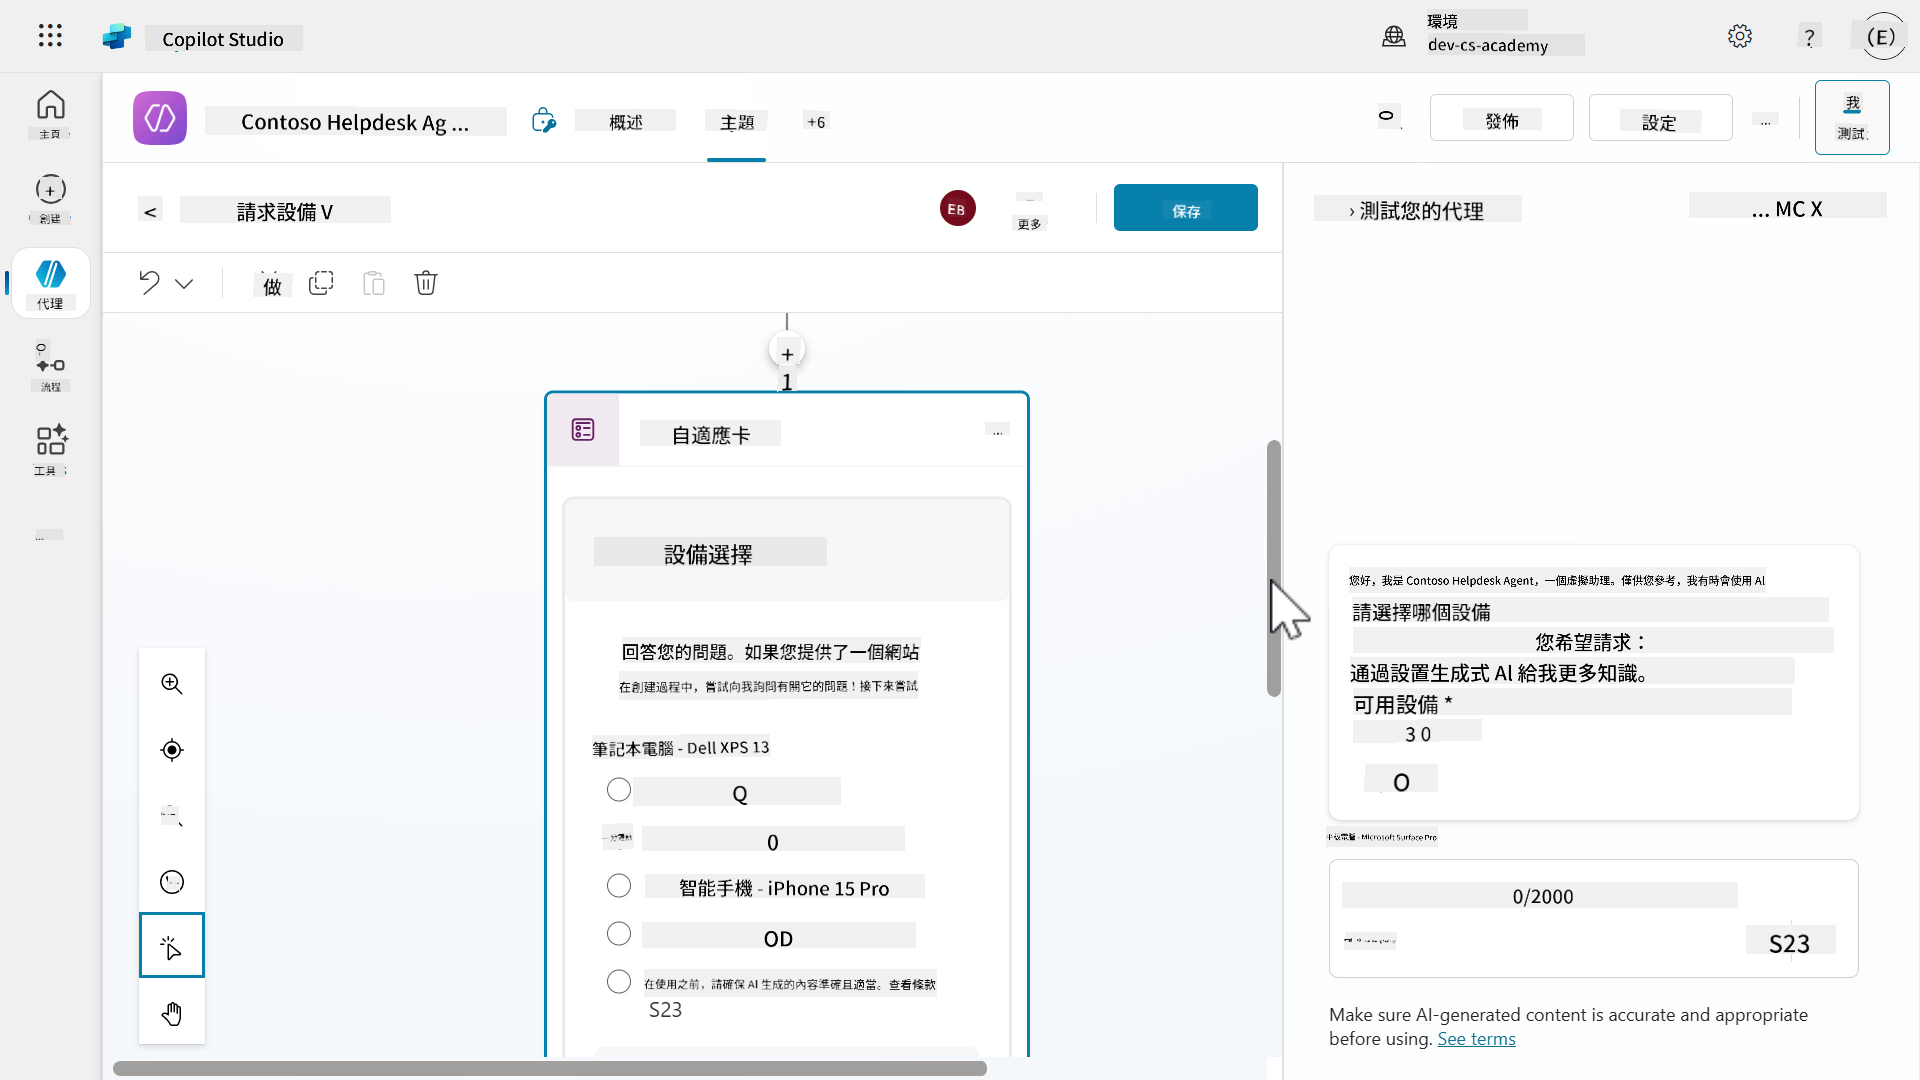 Copilot Studio
環境
dev-cs-academy
?
(E)
主頁
創建
代理
流程
工具
Contoso Helpdesk Ag ...
概述
主題
+6
發佈
設定
...
我
測試
<
請求設備 V
EB
...
更多
保存
做
+
1
自適應卡
...
設備選擇
回答您的問題。如果您提供了一個網站
在創建過程中，嘗試向我詢問有關它的問題！接下來嘗試
筆記本電腦 - Dell XPS 13
Q
0
智能手機 - iPhone 15 Pro
OD
在使用之前，請確保 AI 生成的內容準確且適當。查看條款
S23
› 測試您的代理
... MC X
您好，我是 Contoso Helpdesk Agent，一個虛擬助理。僅供您參考，我有時會使用 AI
請選擇哪個設備
您希望請求：
通過設置生成式 AI 給我更多知識。
可用設備 *
3 0
O
平板電腦 - Microsoft Surface Pro
0/2000
S23
Make sure AI-generated content is accurate and appropriate
before using. See terms